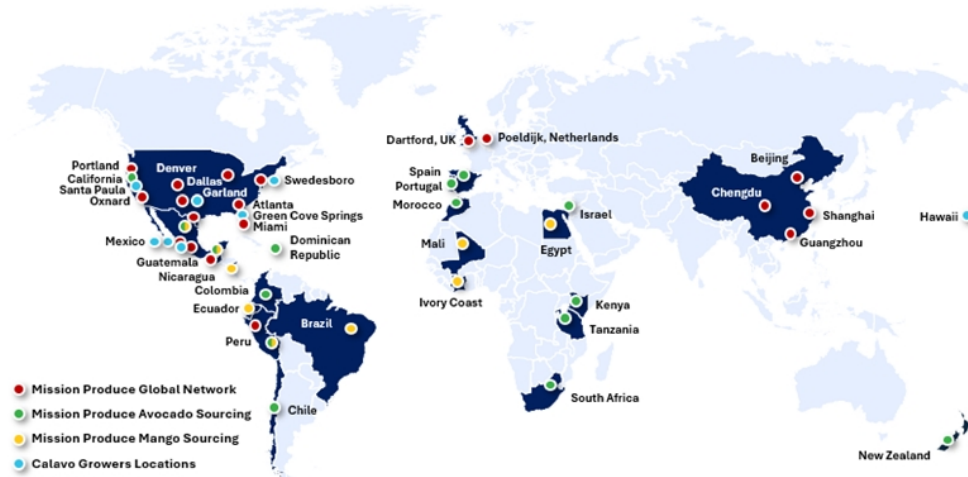 Portland
California
Santa Paula
Oxnard
Denver
Dallas
Garland
Swedesboro
Atlanta
Green Cove Springs
Miami
Mexico
Guatemala
Nicaragua
Dominican
Republic
Colombia
Ecuador
Peru
Brazil
Chile
Dartford, UK
Poeldijk, Netherlands
Spain
Portugal
Morocco
Israel
Mali
Egypt
Ivory Coast
Kenya
Tanzania
South Africa
Beijing
Chengdu
Shanghai
Guangzhou
Hawaii
New Zealand
Mission Produce Global Network
Mission Produce Avocado Sourcing
Mission Produce Mango Sourcing
Calavo Growers Locations